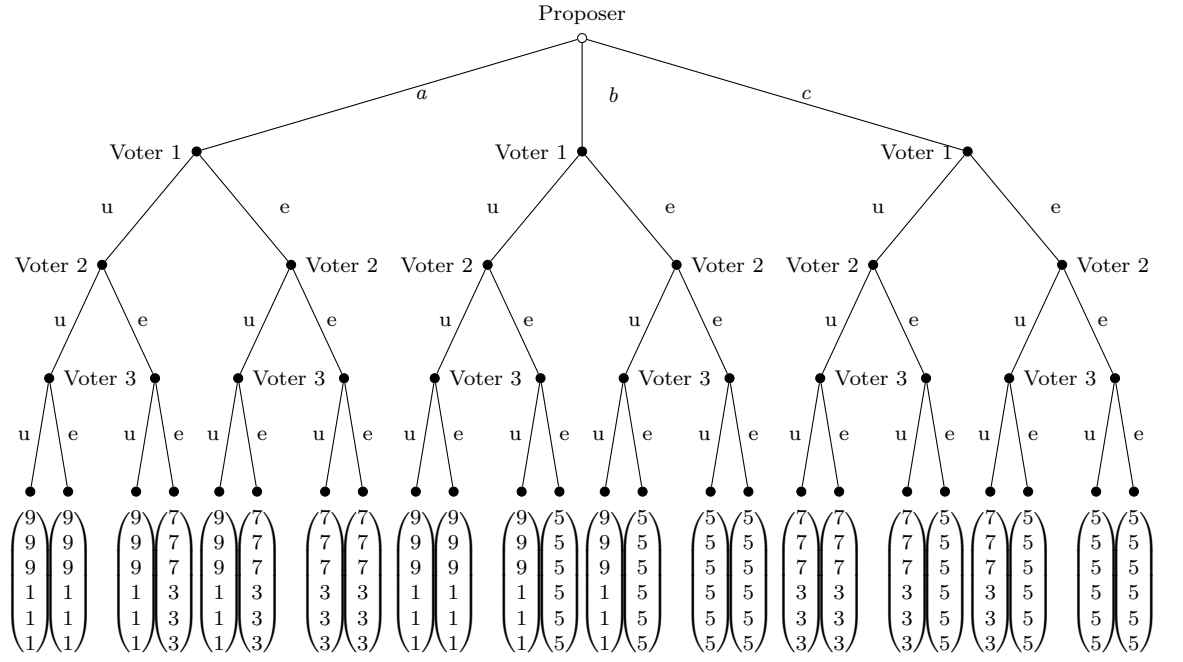 Proposer
a b c
Voter 1 Voter 1 Voter 1
u e u e u e
Voter 2 Voter 2 Voter 2 Voter 2 Voter 2 Voter 2
u e u e u e u e u e u e
Voter 3 Voter 3 Voter 3 Voter 3 Voter 3 Voter 3
u e u e u e u e u e u e u e u e u e u e u e u e
9 9 9 7 9 7 7 7 9 9 9 5 9 5 5 5 7 7 7 5 7 5 5 5
9 9 9 7 9 7 7 7 9 9 9 5 9 5 5 5 7 7 7 5 7 5 5 5
9 9 9 7 9 7 7 7 9 9 9 5 9 5 5 5 7 7 7 5 7 5 5 5
1 1 1 3 1 3 3 3 1 1 1 5 1 5 5 5 3 3 3 5 3 5 5 5
1 1 1 3 1 3 3 3 1 1 1 5 1 5 5 5 3 3 3 5 3 5 5 5
1 1 1 3 1 3 3 3 1 1 1 5 1 5 5 5 3 3 3 5 3 5 5 5